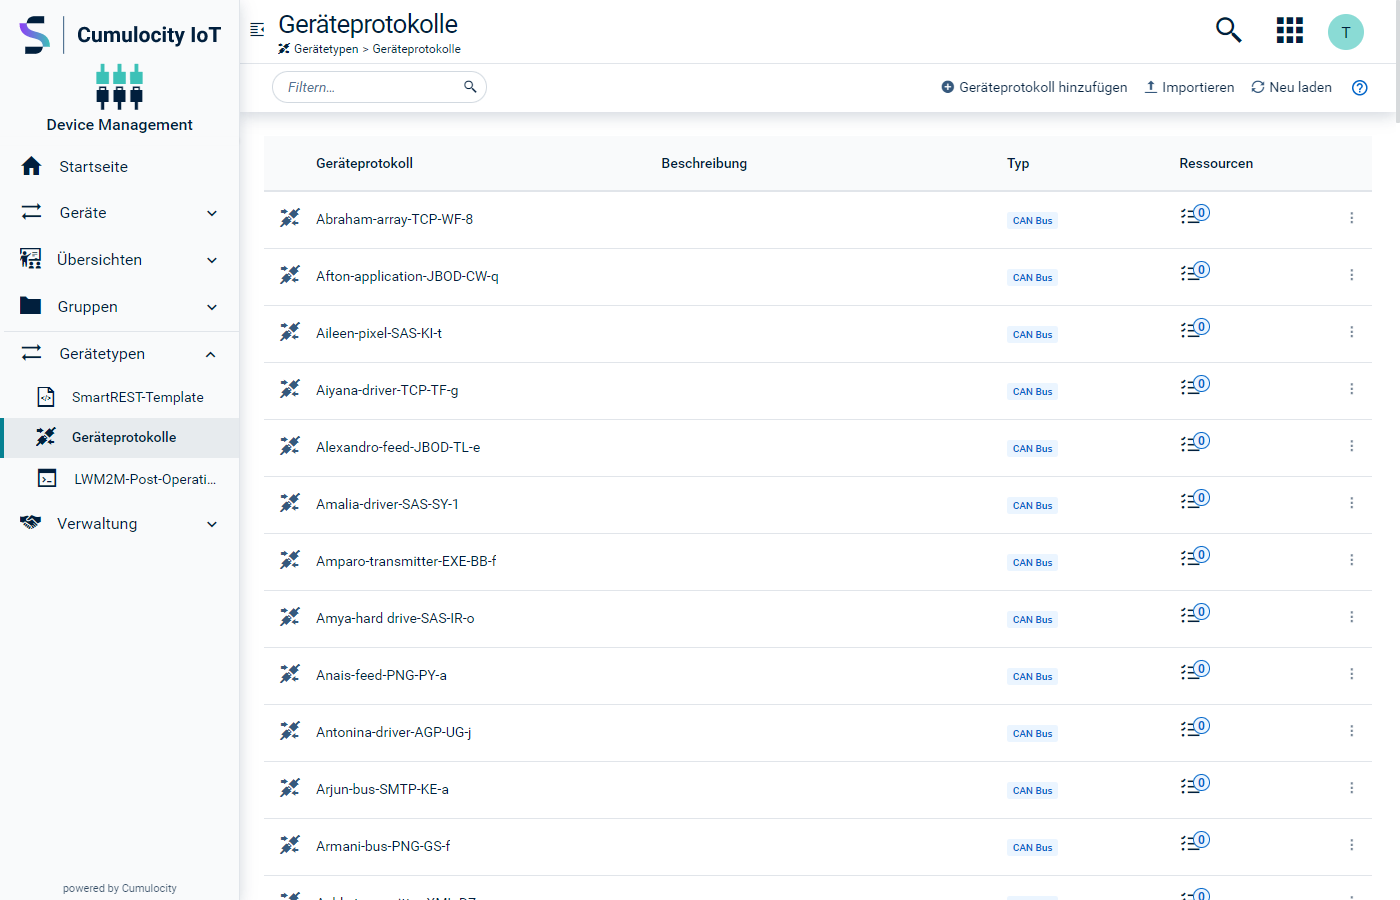 Cumulocity IoT
Device Management
Startseite
Geräte
Übersichten
Gruppen
Gerätetypen
SmartREST-Template
Geräteprotokolle
LWM2M-Post-Operati...
Verwaltung
powered by Cumulocity
Geräteprotokolle
Gerätetypen > Geräteprotokolle
T
Filtern...
Geräteprotokoll hinzufügen
Importieren
Neu laden
Geräteprotokoll Beschreibung Typ Ressourcen
Abraham-array-TCP-WF-8 CAN Bus 0
Afton-application-JBOD-CW-q CAN Bus 0
Aileen-pixel-SAS-KI-t CAN Bus 0
Aiyana-driver-TCP-TF-g CAN Bus 0
Alexandro-feed-JBOD-TL-e CAN Bus 0
Amalia-driver-SAS-SY-1 CAN Bus 0
Amparo-transmitter-EXE-BB-f CAN Bus 0
Amya-hard drive-SAS-IR-o CAN Bus 0
Anais-feed-PNG-PY-a CAN Bus 0
Antonina-driver-AGP-UG-j CAN Bus 0
Arjun-bus-SMTP-KE-a CAN Bus 0
Armani-bus-PNG-GS-f CAN Bus 0
0